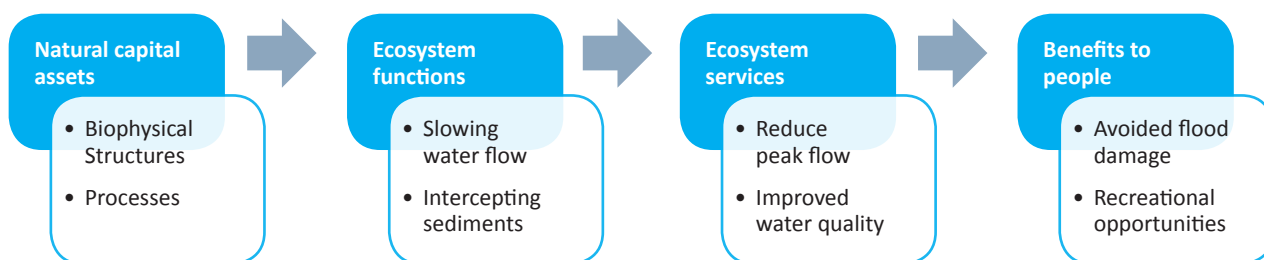 Natural capital
assets
• Biophysical
Structures
• Processes
Ecosystem
functions
• Slowing
water flow
• Intercepting
sediments
Ecosystem
services
• Reduce
peak flow
• Improved
water quality
Benefits to
people
• Avoided flood
damage
• Recreational
opportunities